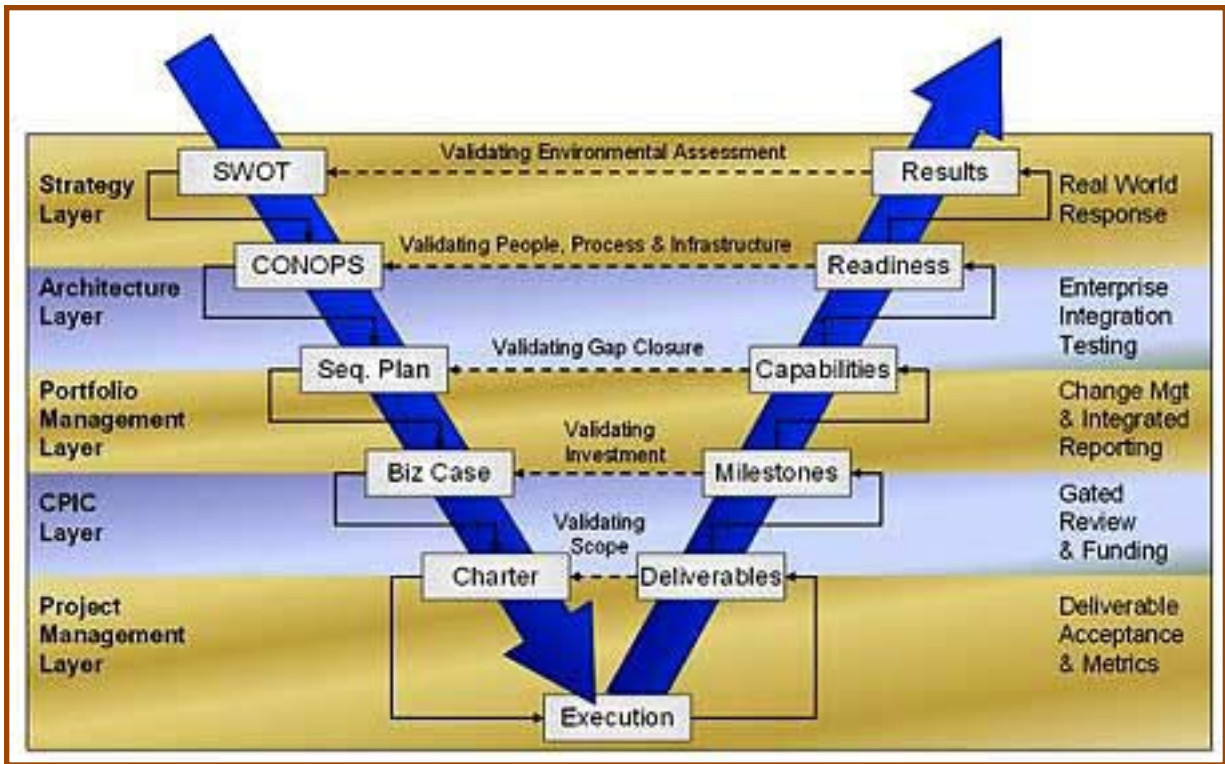 Validating Environmental Assessment
SWOT
Results
Strategy
Layer
Real World
Response
Validating People, Process & Infrastructure
CONOPS
Readiness
Architecture
Layer
Enterprise
Integration
Testing
Validating Gap Closure
Seq. Plan
Capabilities
Portfolio
Management
Layer
Change Mgt
& Integrated
Reporting
Validating
Investment
Biz Case
Milestones
CPIC
Layer
Gated
Review
& Funding
Validating
Scope
Charter
Deliverables
Project
Management
Layer
Deliverable
Acceptance
& Metrics
Execution